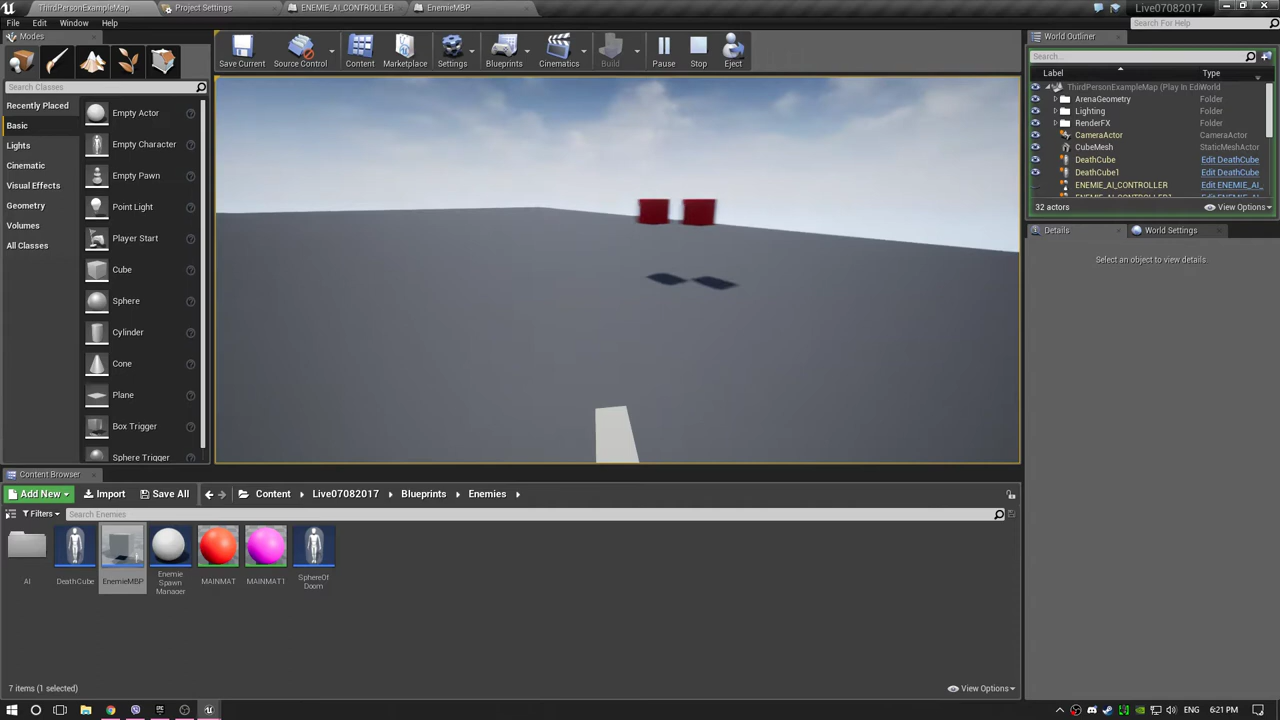 ThirdPersonExampleMap
Project Settings
ENEMIE_AI_CONTROLLER
EnemieMBP
Live07082017
File Edit Window Help
Search For Help
Modes
Search Classes
Recently Placed
Basic
Lights
Cinematic
Visual Effects
Geometry
Volumes
All Classes
Empty Actor
Empty Character
Empty Pawn
Point Light
Player Start
Cube
Sphere
Cylinder
Cone
Plane
Box Trigger
Sphere Trigger
Save Current
Source Control
Content
Marketplace
Settings
Blueprints
Cinematics
Build
Pause
Stop
Eject
World Outliner
Search...
Label Type
ThirdPersonExampleMap (Play In Edi World
ArenaGeometry Folder
Lighting Folder
RenderFX Folder
CameraActor CameraActor
CubeMesh StaticMeshActor
DeathCube Edit DeathCube
DeathCube1 Edit DeathCube
ENEMIE_AI_CONTROLLER Edit ENEMIE_AI_
32 actors
View Options
Details
World Settings
Select an object to view details
Content Browser
Add New Import Save All Content Live07082017 Blueprints Enemies
Filters Search Enemies
AI
DeathCube
EnemieMBP
Enemie
Spawn
Manager
MAINMAT
MAINMAT1
SphereOf
Doom
7 items (1 selected)
View Options
ENG 6:21 PM